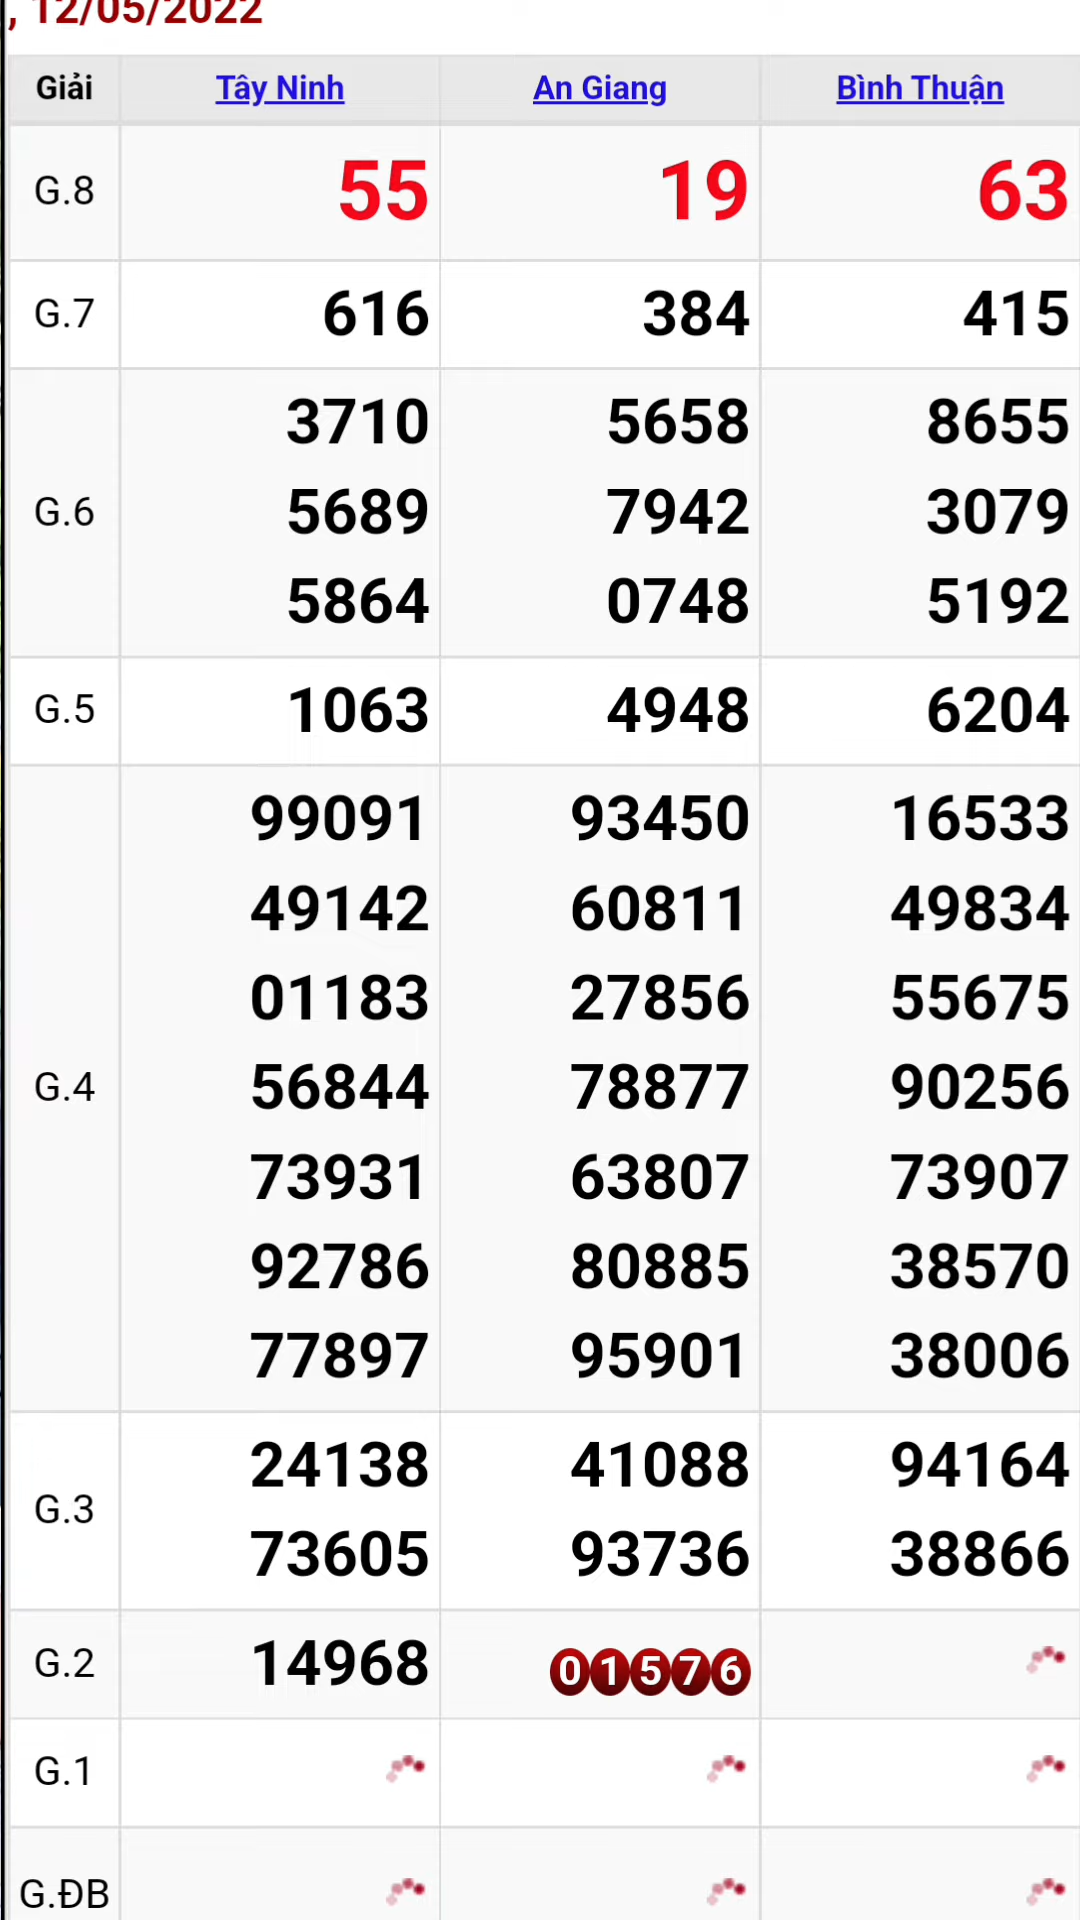 , 12/05/2022
Giải Tây Ninh An Giang Bình Thuận
G.8 55 19 63
G.7 616 384 415
3710 5658 8655
G.6 5689 7942 3079
5864 0748 5192
G.5 1063 4948 6204
99091 93450 16533
49142 60811 49834
01183 27856 55675
G.4 56844 78877 90256
73931 63807 73907
92786 80885 38570
77897 95901 38006
24138 41088 94164
G.3
73605 93736 38866
G.2 14968 01576
G.1
G.ĐB